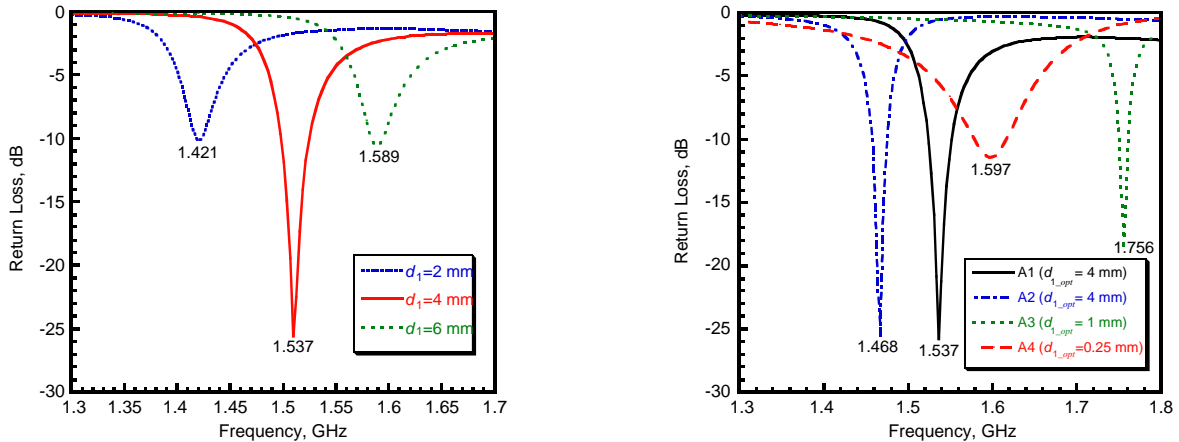 0
-5
-10
-15
-20
-25
-30
Return Loss, dB
1.421
1.589
1.537
d1=2 mm
d1=4 mm
d1=6 mm
1.3 1.35 1.4 1.45 1.5 1.55 1.6 1.65 1.7
Frequency, GHz
0
-5
-10
-15
-20
-25
-30
Return Loss, dB
1.597
1.756
1.468
1.537
A1 (d1_opt= 4 mm)
A2 (d1_opt= 4 mm)
A3 (d1_opt= 1 mm)
A4 (d1_opt=0.25 mm)
1.3 1.4 1.5 1.6 1.7 1.8
Frequency, GHz